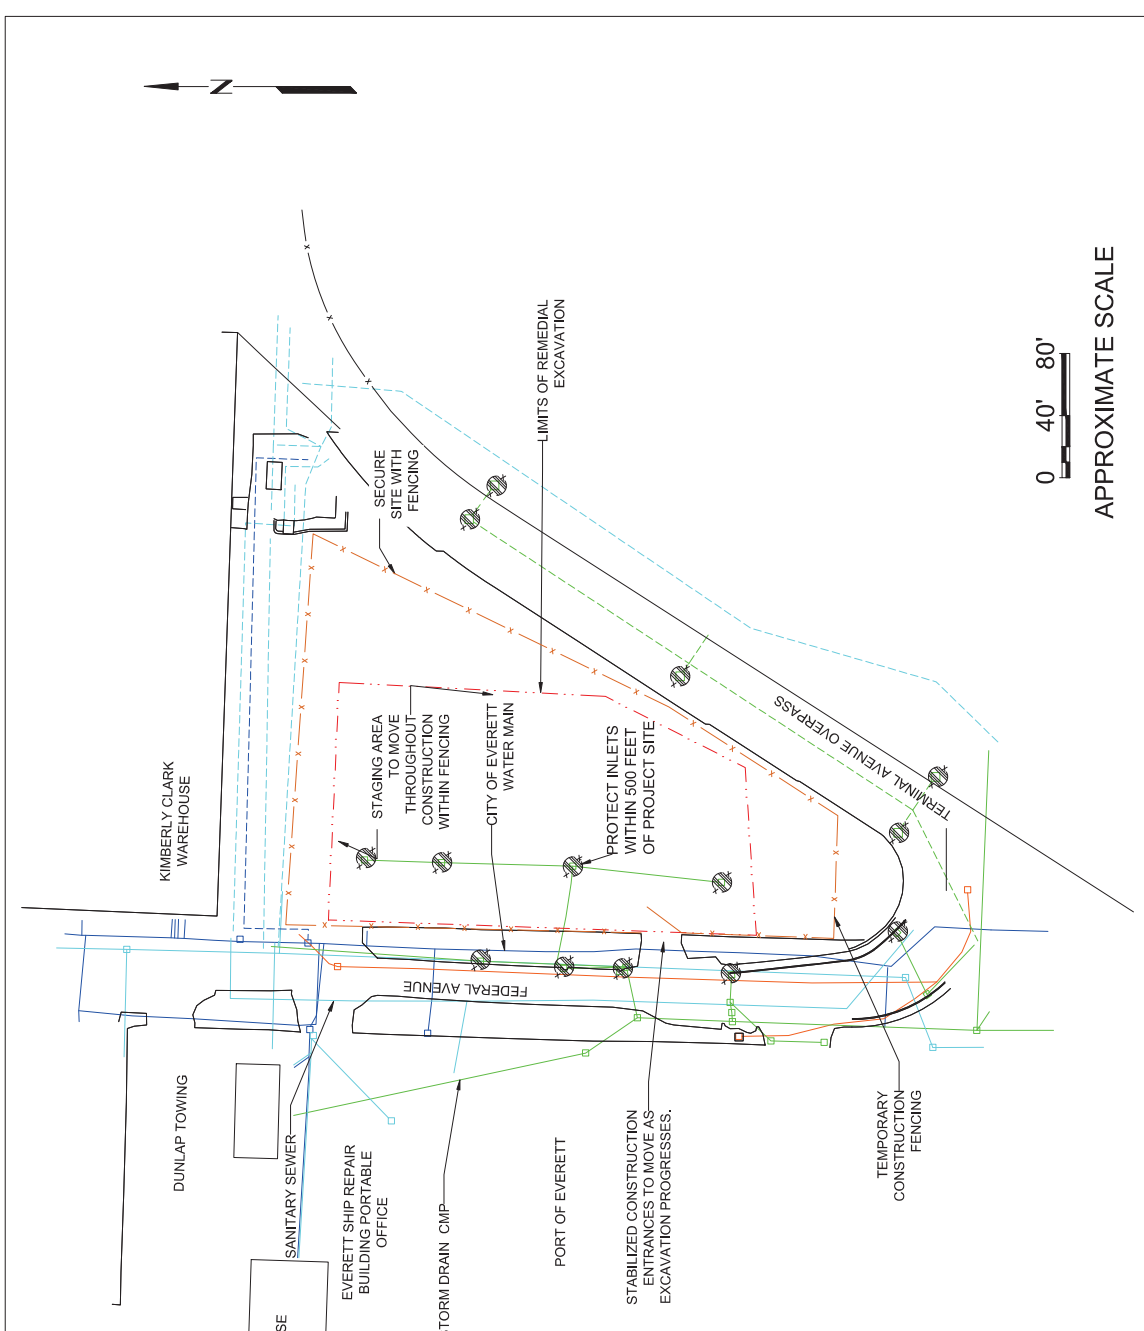 N
KIMBERLY CLARK
WAREHOUSE
SECURE
SITE WITH
FENCING
LIMITS OF REMEDIAL
EXCAVATION
0 40' 80'
APPROXIMATE SCALE
STAGING AREA
TO MOVE
THROUGHOUT
CONSTRUCTION
WITHIN FENCING
CITY OF EVERETT
WATER MAIN
PROTECT INLETS
WITHIN 500 FEET
OF PROJECT SITE
TERMINAL AVENUE OVERPASS
FEDERAL AVENUE
DUNLAP TOWING
SANITARY SEWER
EVERETT SHIP REPAIR
BUILDING PORTABLE
OFFICE
TORM DRAIN CMP
PORT OF EVERETT
STABILIZED CONSTRUCTION
ENTRANCES TO MOVE AS
EXCAVATION PROGRESSES.
TEMPORARY
CONSTRUCTION
FENCING
SE